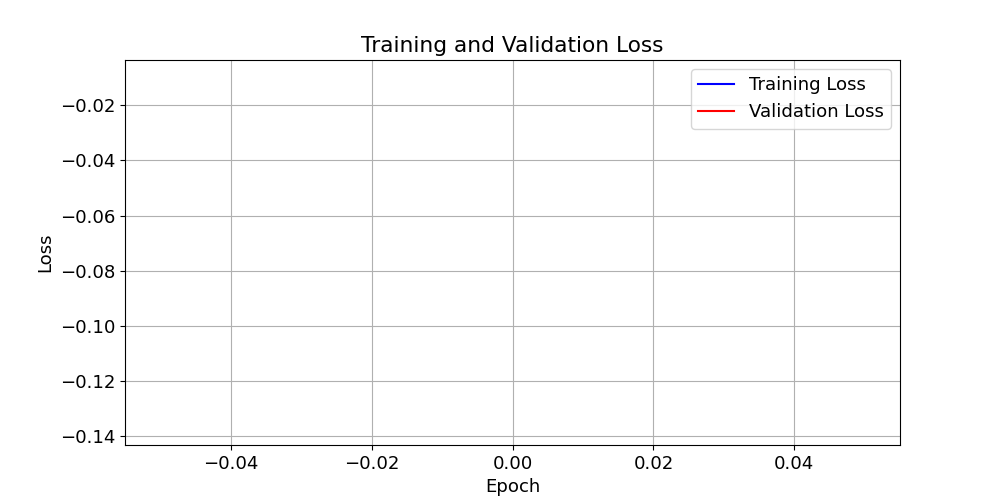 Training and Validation Loss
Training Loss
Validation Loss
−0.02
−0.04
−0.06
−0.08
−0.10
−0.12
−0.14
Loss
−0.04 −0.02 0.00 0.02 0.04
Epoch